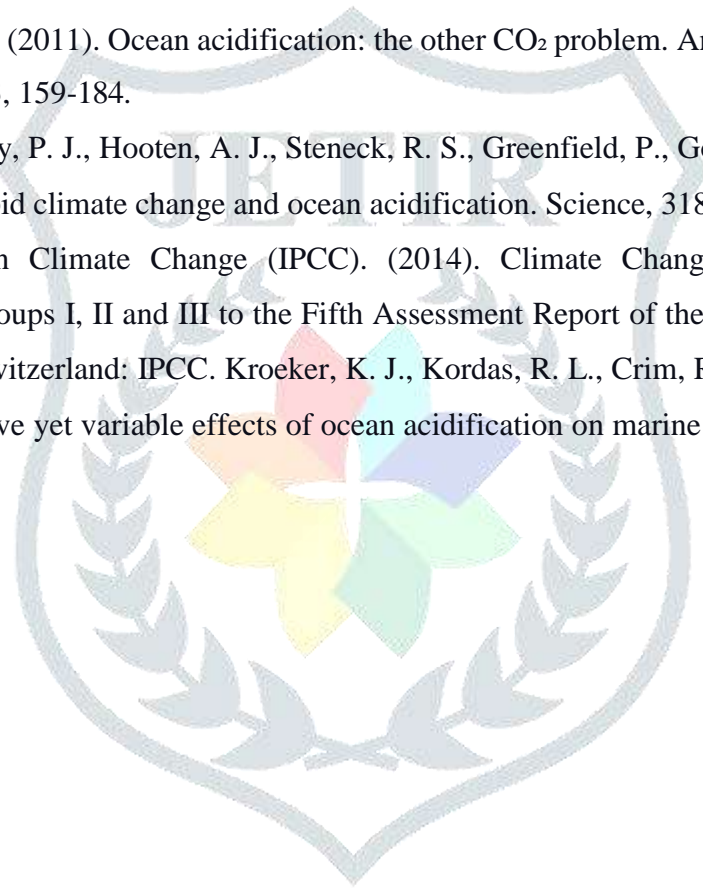 (2011). Ocean acidification: the other CO₂ problem. A
, 159-184.
y, P. J., Hooten, A. J., Steneck, R. S., Greenfield, P., G
id climate change and ocean acidification. Science, 318
n Climate Change (IPCC). (2014). Climate Chang
oups I, II and III to the Fifth Assessment Report of the
witzerland: IPCC. Kroeker, K. J., Kordas, R. L., Crim,
ve yet variable effects of ocean acidification on marine
JETIR